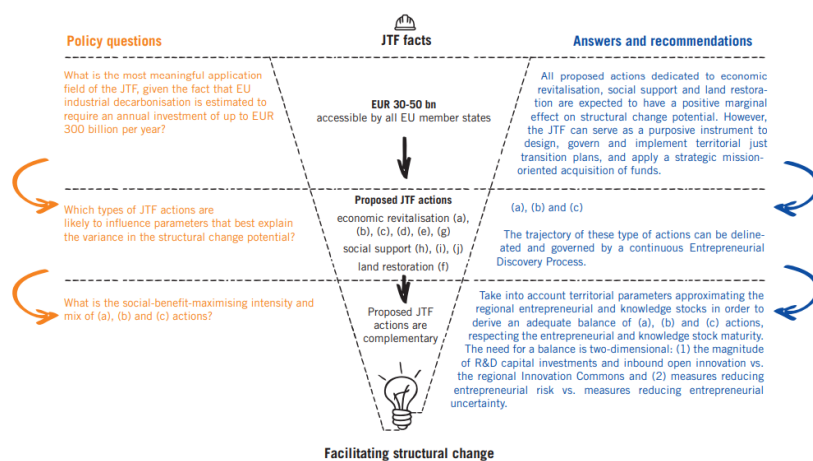 Policy questions
JTF facts
Answers and recommendations
What is the most meaningful application
field of the JTF, given the fact that EU
industrial decarbonisation is estimated to
require an annual investment of up to EUR
300 billion per year?
EUR 30-50 bn
accessible by all EU member states
All proposed actions dedicated to economic
revitalisation, social support and land restora-
tion are expected to have a positive marginal
effect on structural change potential. However,
the JTF can serve as a purposive instrument to
design, govern and implement territorial just
transition plans, and apply a strategic mission-
oriented acquisition of funds.
Which types of JTF actions are
likely to influence parameters that best explain
the variance in the structural change potential?
Proposed JTF actions
economic revitalisation (a),
(b), (c), (d), (e), (g)
social support (h), (i), (j)
land restoration (f)
(a), (b) and (c)
The trajectory of these type of actions can be deline-
ated and governed by a continuous Entrepreneurial
Discovery Process.
What is the social-benefit-maximising intensity and
mix of (a), (b) and (c) actions?
Proposed JTF
actions are
complementary
Take into account territorial parameters approximating the
regional entrepreneurial and knowledge stocks in order to
derive an adequate balance of (a), (b) and (c) actions,
respecting the entrepreneurial and knowledge stock maturity.
The need for a balance is two-dimensional: (1) the magnitude
of R&D capital investments and inbound open innovation vs.
the regional Innovation Commons and (2) measures reducing
entrepreneurial risk vs. measures reducing entrepreneurial
uncertainty.
Facilitating structural change